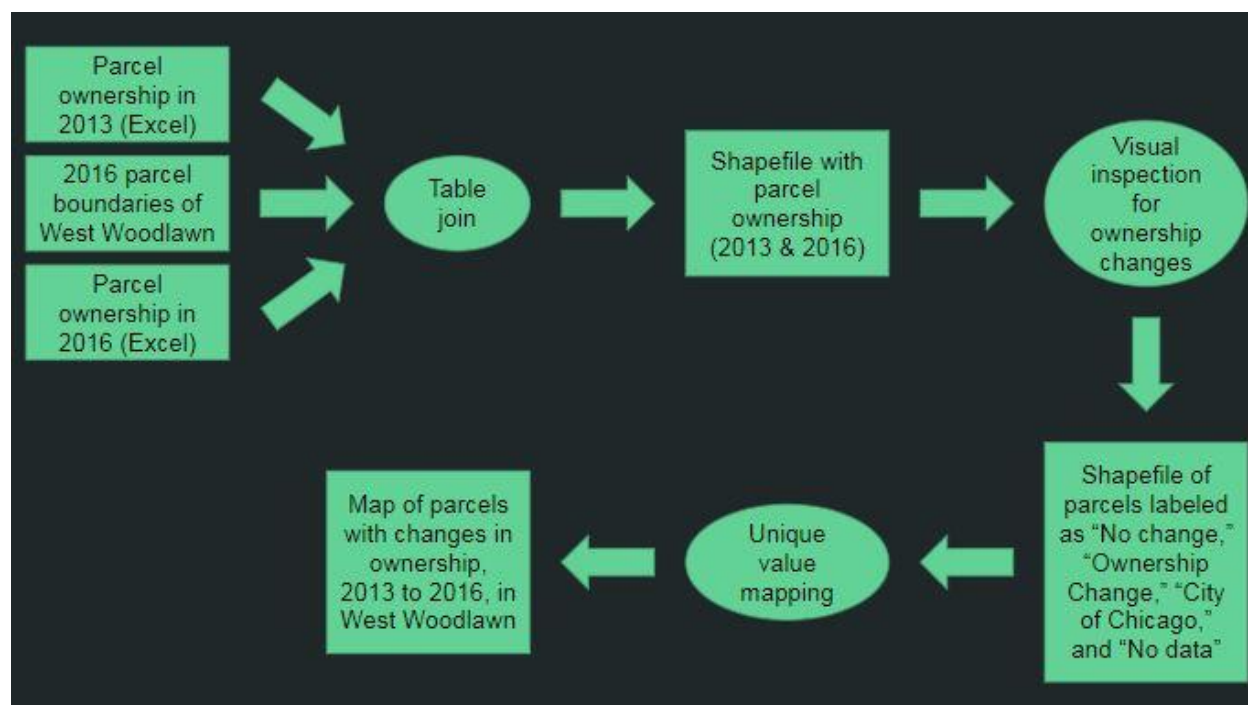 Parcel
ownership in
2013 (Excel)
2016 parcel
boundaries of
West Woodlawn
Parcel
ownership in
2016 (Excel)
Table
join
Shapefile with
parcel
ownership
(2013 & 2016)
Visual
inspection
for
ownership
changes
Shapefile of
parcels labeled
as “No change,”
“Ownership
Change,” “City
of Chicago,”
and “No data”
Unique
value
mapping
Map of parcels
with changes in
ownership,
2013 to 2016, in
West Woodlawn